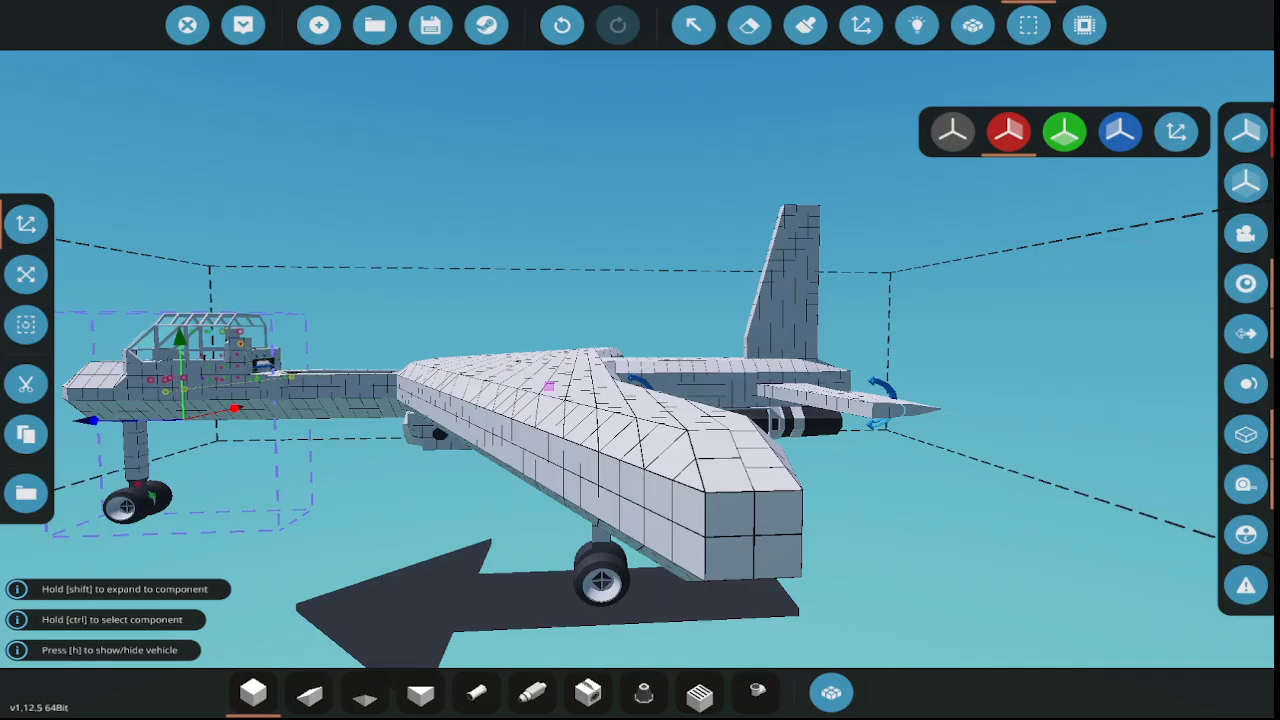 Hold [shift] to expand to component
Hold [ctrl] to select component
Press [h] to show/hide vehicle
v1.12.5 64Bit